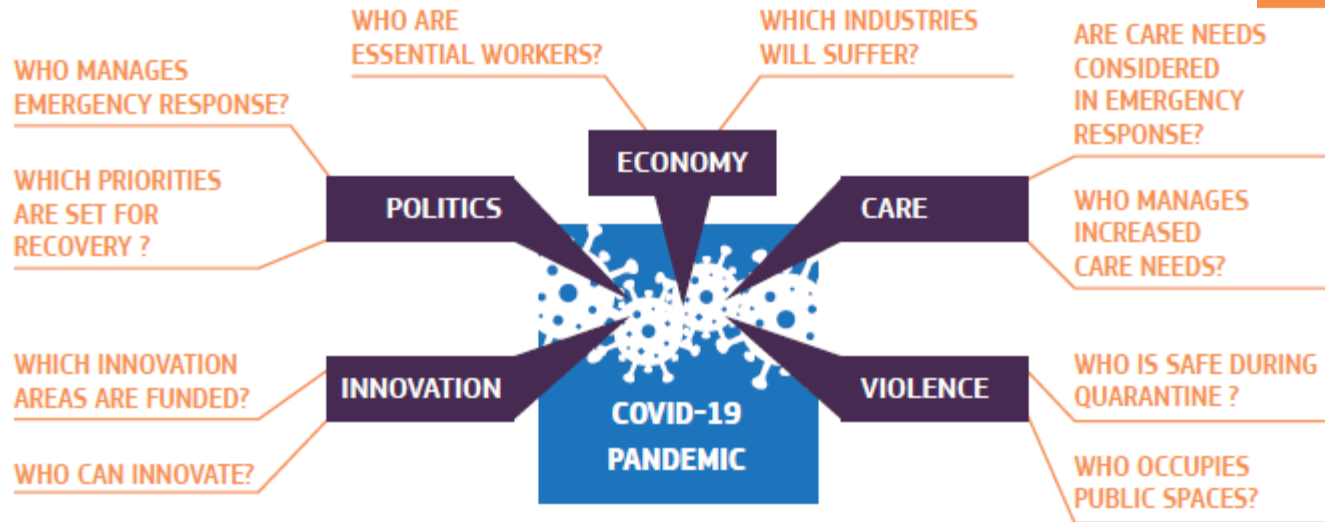 WHO ARE
ESSENTIAL WORKERS?
WHICH INDUSTRIES
WILL SUFFER?
ECONOMY
WHO MANAGES
EMERGENCY RESPONSE?
WHICH PRIORITIES
ARE SET FOR
RECOVERY ?
POLITICS
ARE CARE NEEDS
CONSIDERED
IN EMERGENCY
RESPONSE?
CARE
WHO MANAGES
INCREASED
CARE NEEDS?
WHICH INNOVATION
AREAS ARE FUNDED?
INNOVATION
WHO CAN INNOVATE?
VIOLENCE
WHO IS SAFE DURING
QUARANTINE ?
WHO OCCUPIES
PUBLIC SPACES?
COVID-19
PANDEMIC